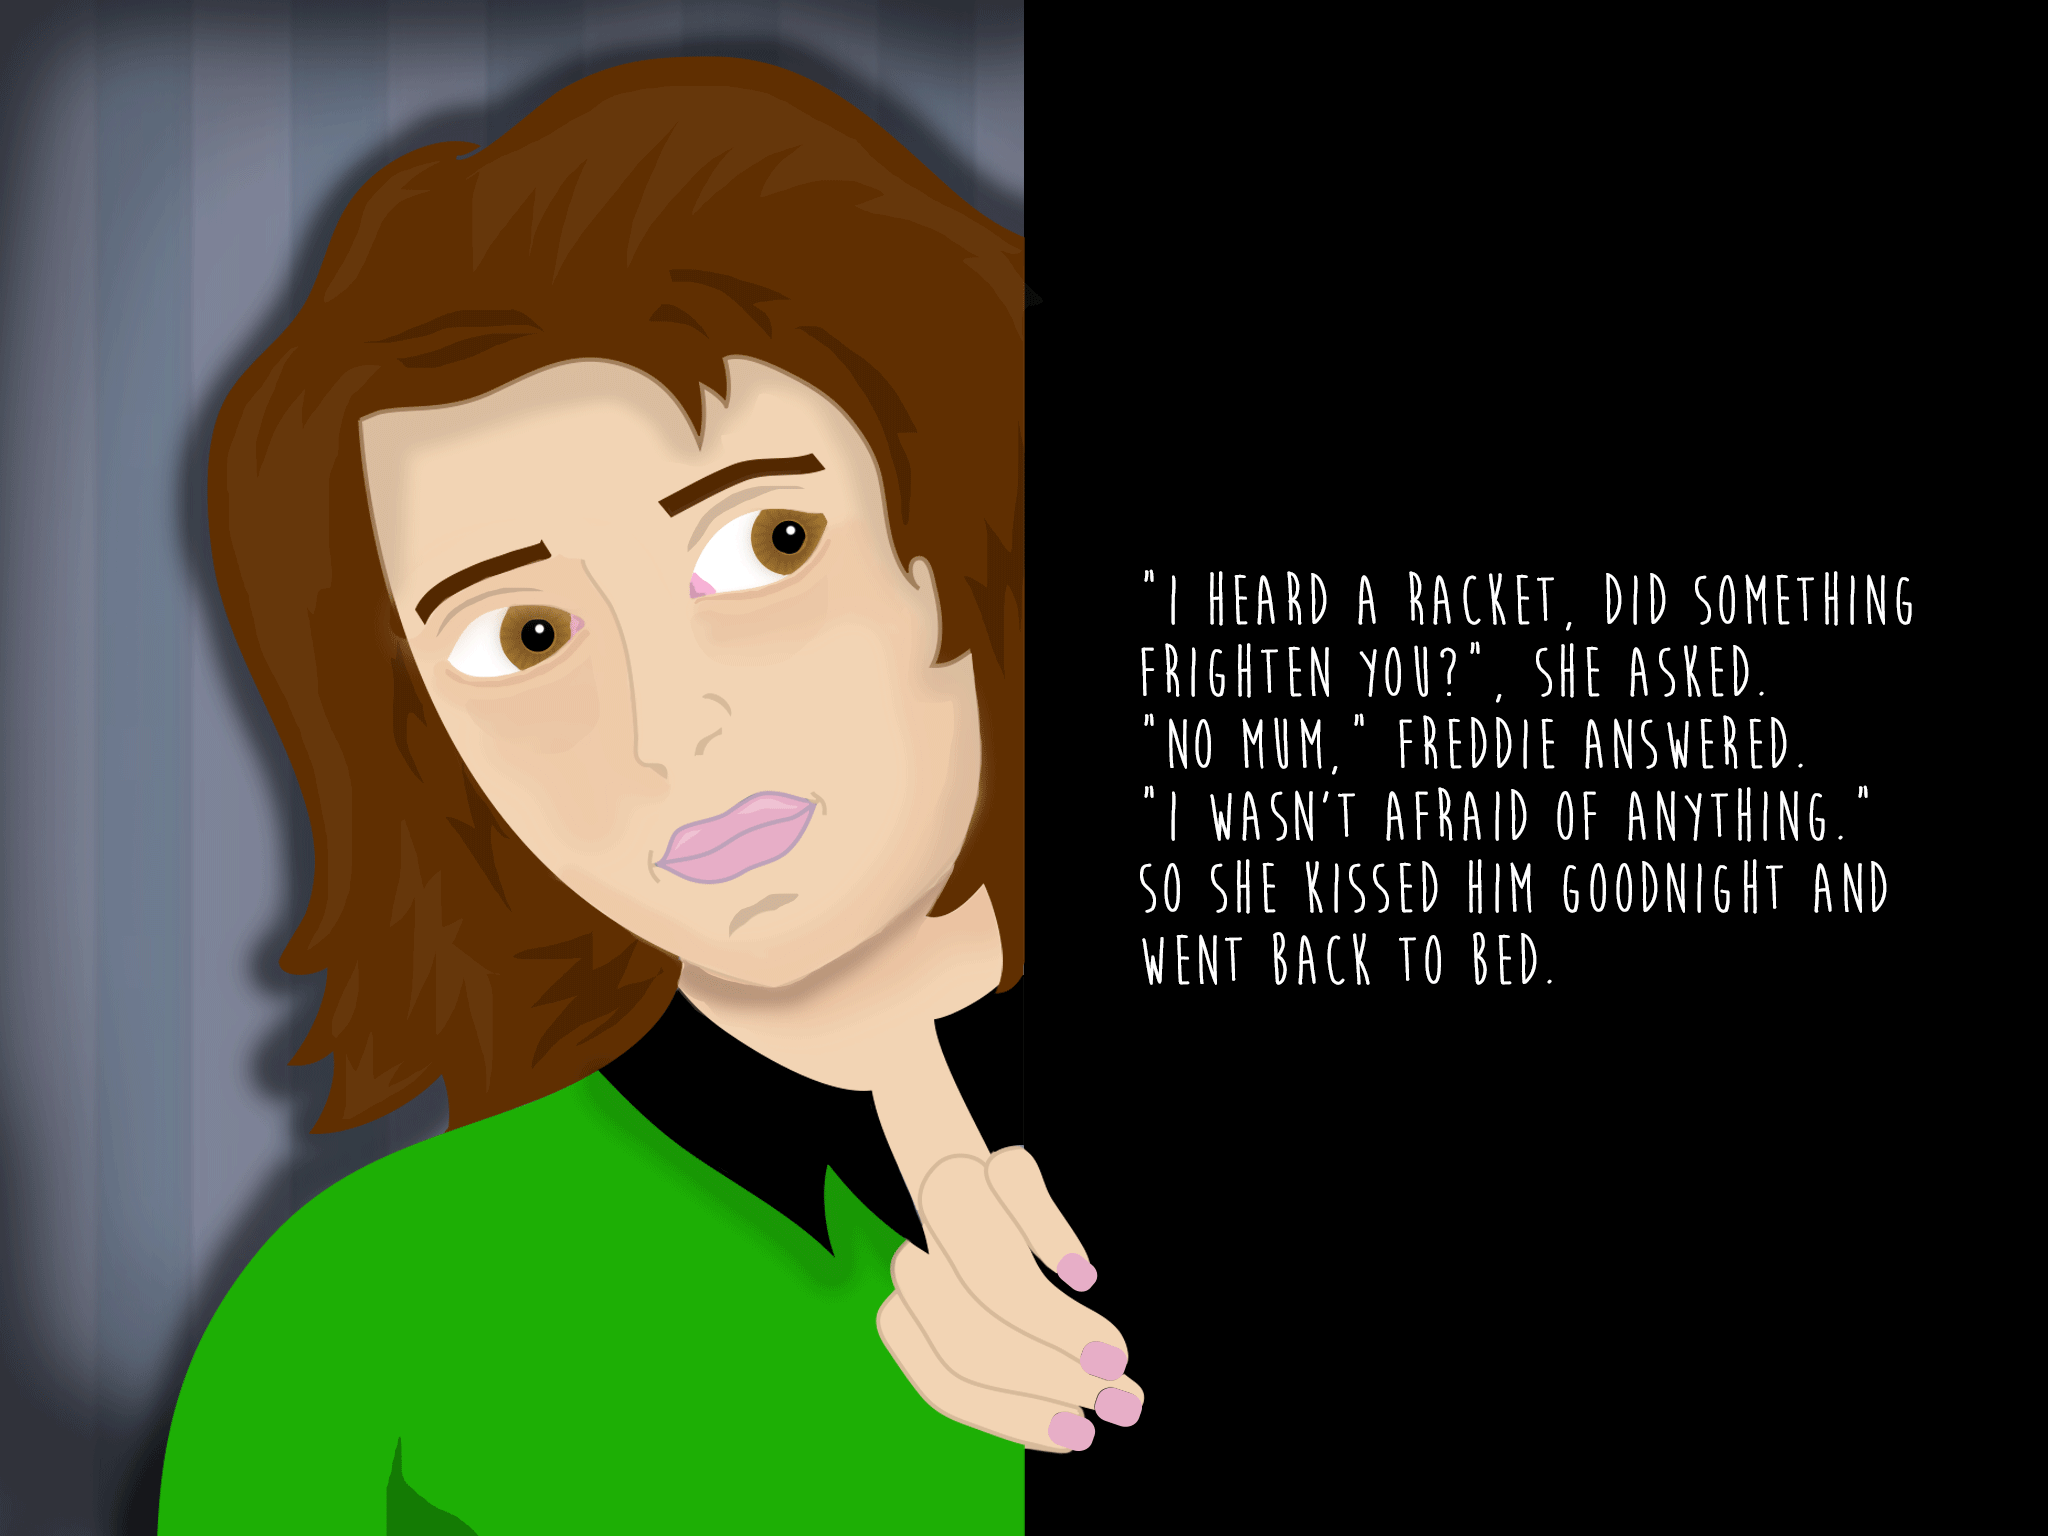 "I HEARD A RACKET, DID SOMETHING
FRIGHTEN YOU?", SHE ASKED.
"NO MUM," FREDDIE ANSWERED.
"I WASN'T AFRAID OF ANYTHING."
SO SHE KISSED HIM GOODNIGHT AND
WENT BACK TO BED.